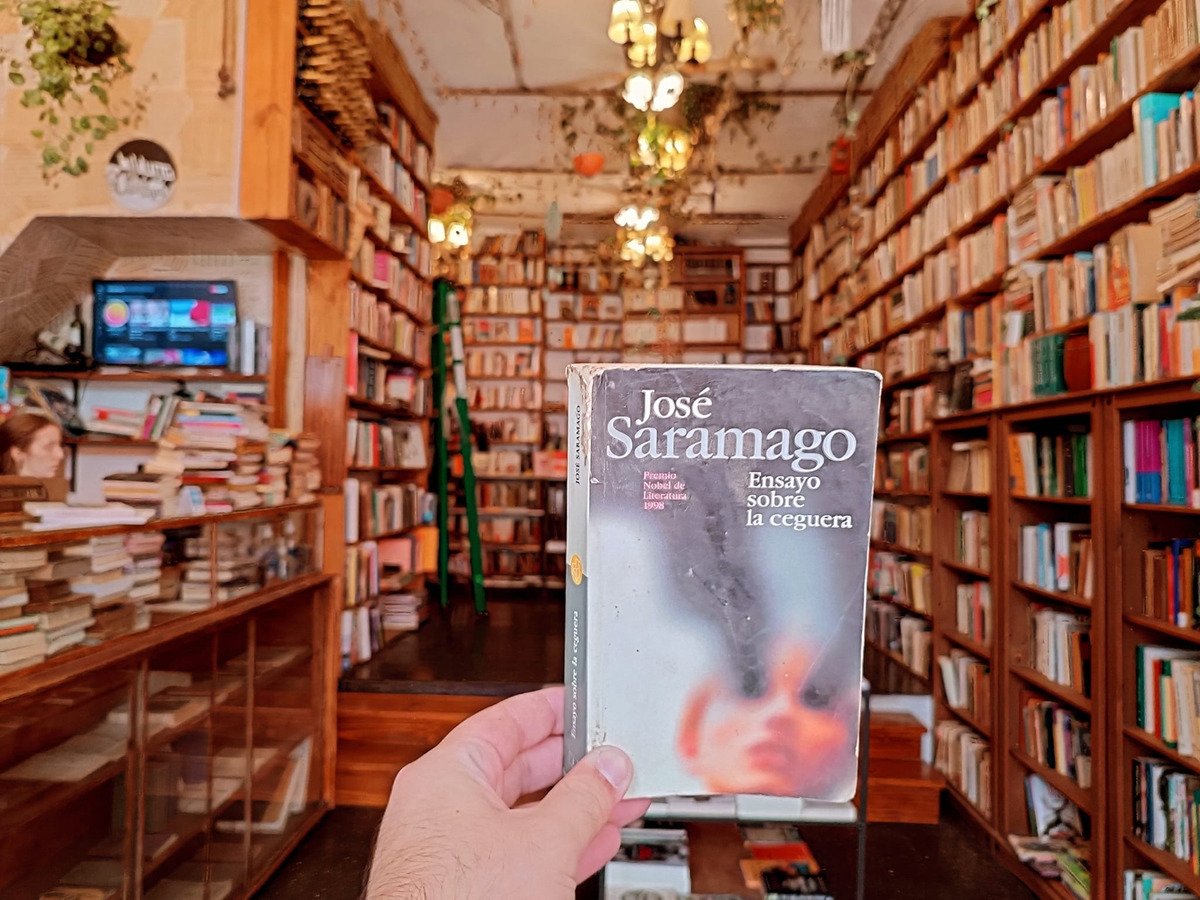 José
Saramago
Premio
Nobel de
Literatura
1998
Ensayo
sobre
la ceguera
JOSÉ SARAMAGO
Ensayo sobre la ceguera